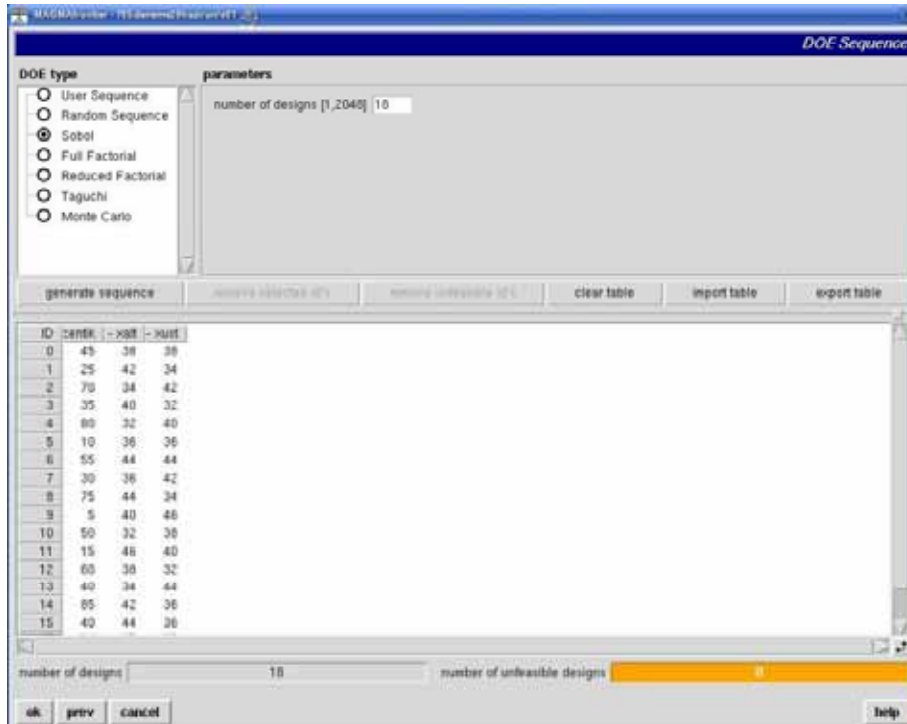 DOE Sequence
DOE type
parameters
User Sequence
Random Sequence
Sobol
Full Factorial
Reduced Factorial
Taguchi
Monte Carlo
number of designs [1,2048] 18
generate sequence clear table import table export table
ID
0 45 38 38
1 25 42 34
2 70 34 42
3 35 40 32
4 80 32 40
5 10 36 36
6 55 44 44
7 30 36 42
8 75 44 34
9 5 40 46
10 50 32 38
11 15 46 40
12 60 38 32
13 34 44
14 85 42 36
15 40 44 36
number of designs 18 number of unfeasible designs
ok prev cancel help